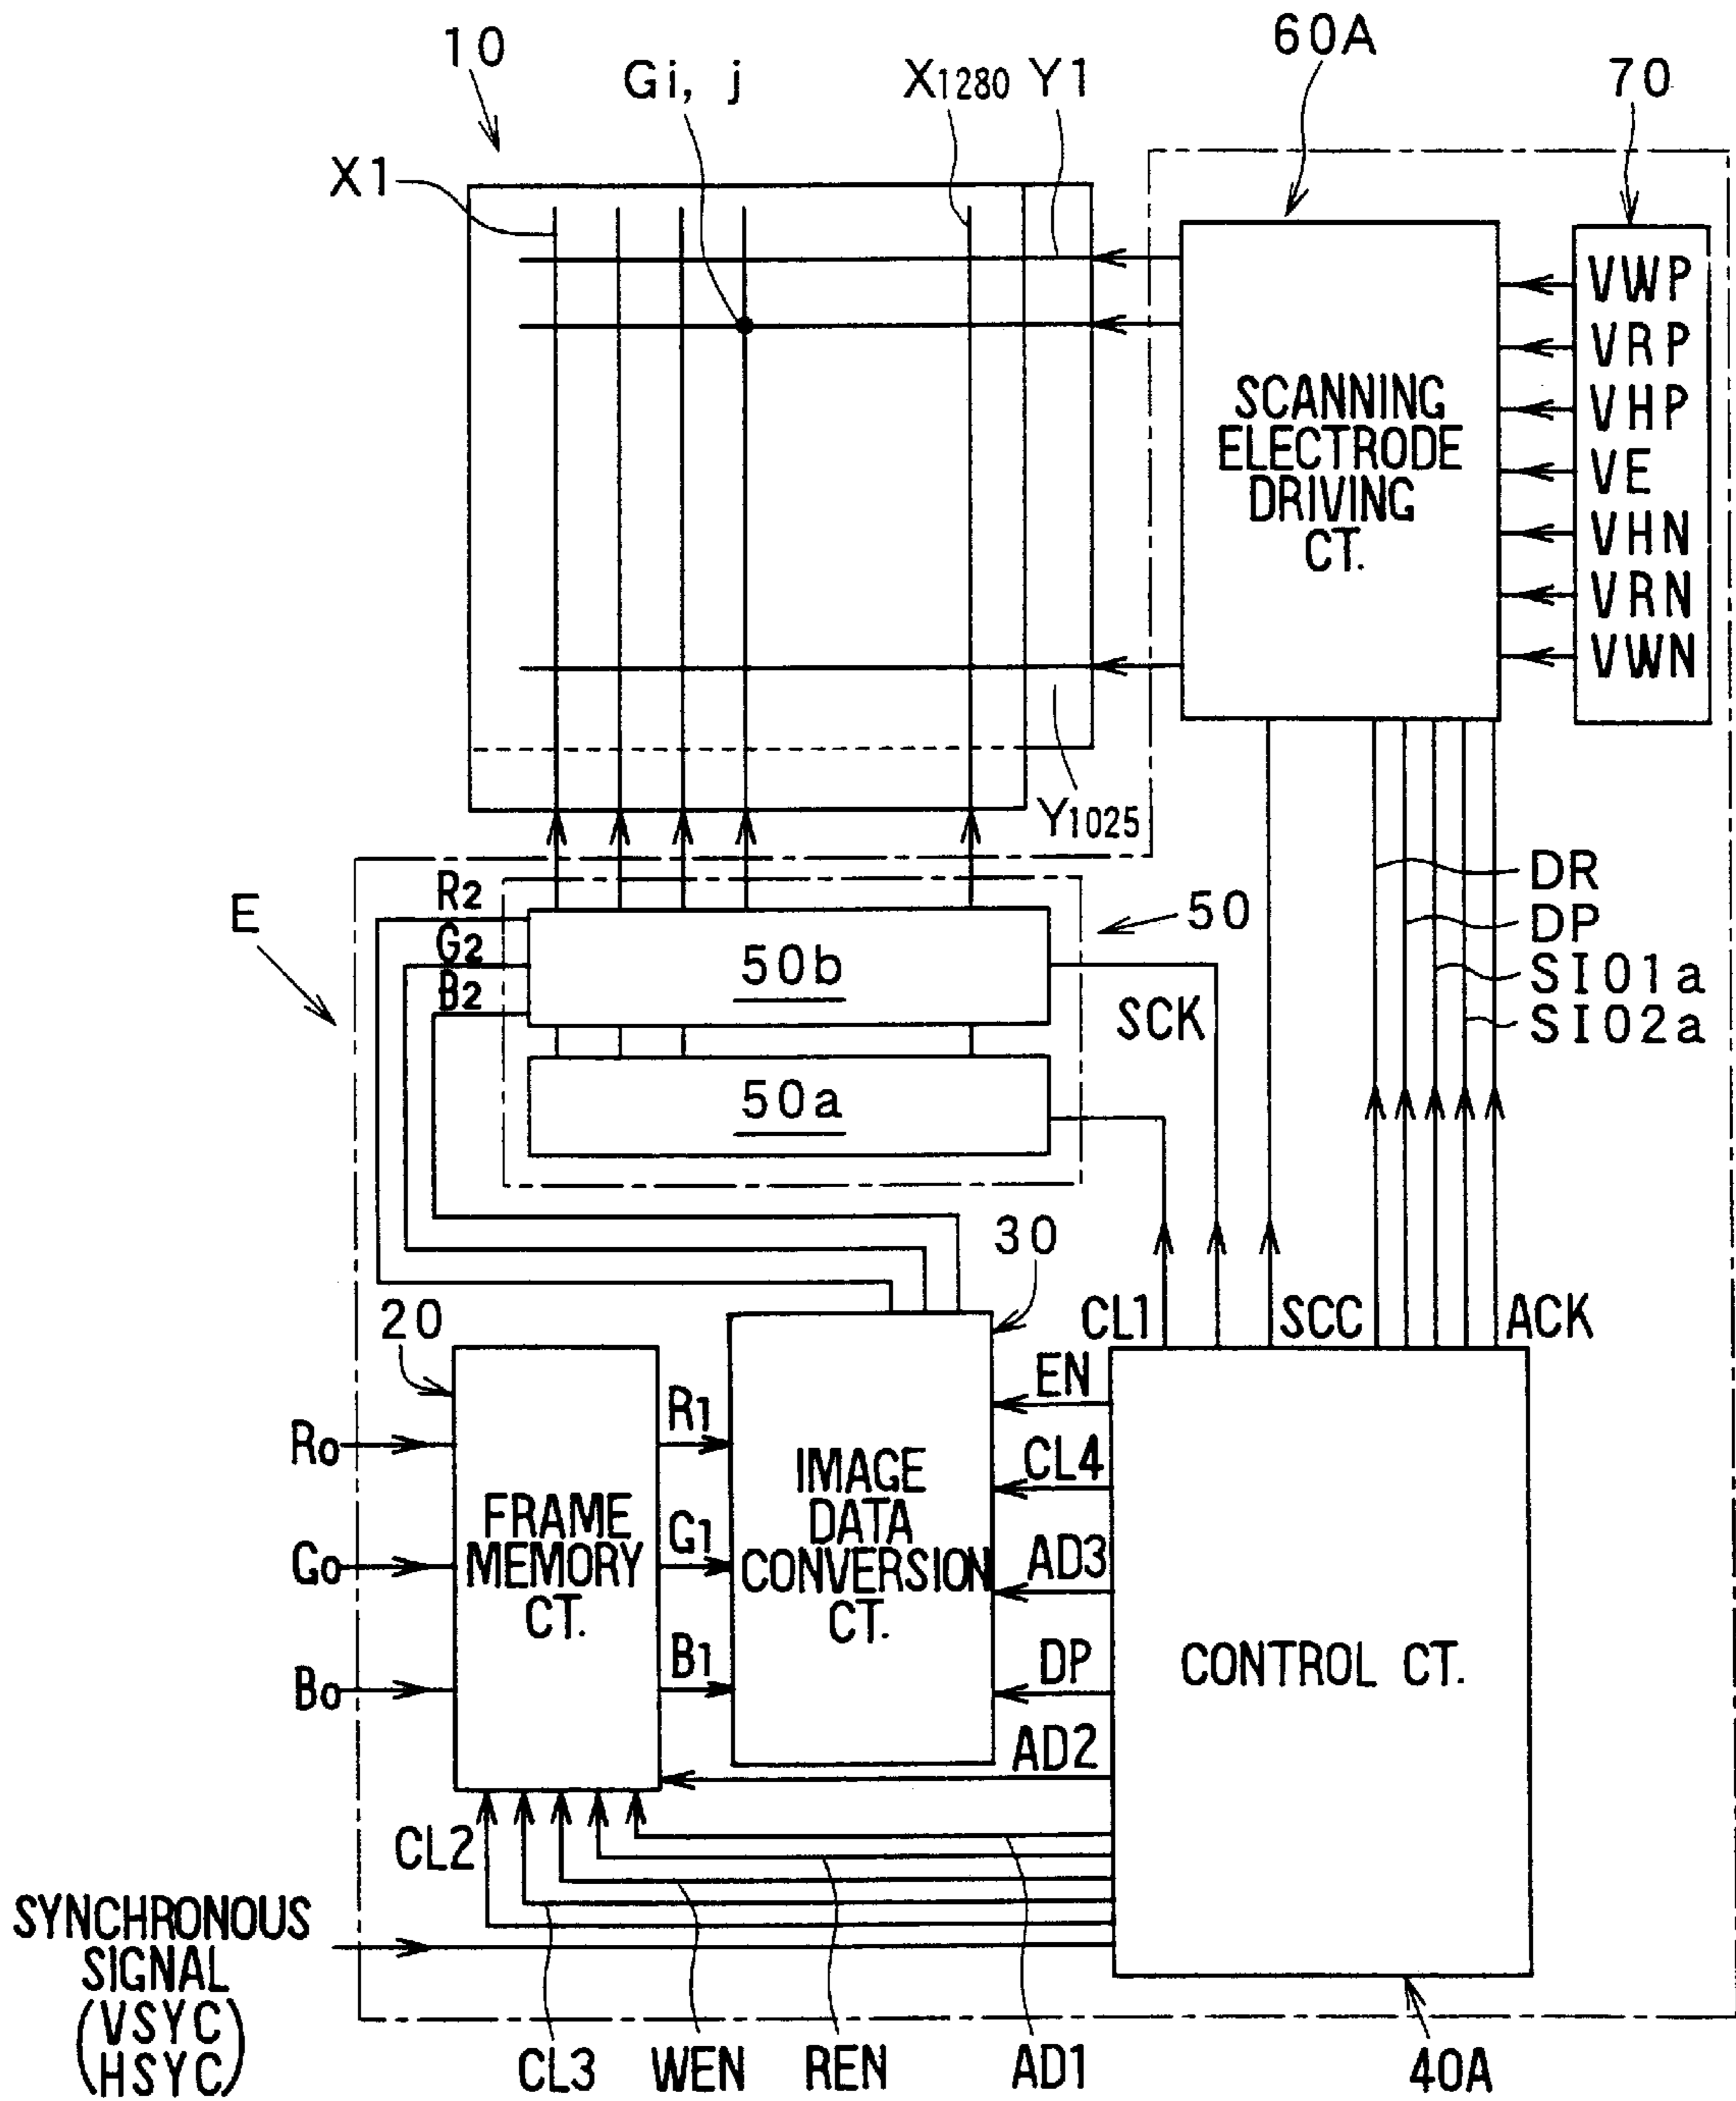 10
60A
Gi, j
X1280
Y1
70
X1
VWP
VRP
VHP
VE
VHN
VRN
VWN
SCANNING
ELECTRODE
DRIVING
CT.
Y1025
DR
DP
SI01a
SI02a
E
R2
G2
B2
50
50b
SCK
50a
30
20
CL1
SCC
ACK
EN
Ro
R1
CL4
IMAGE
DATA
CONVERSION
CT.
FRAME
MEMORY
CT.
Go
G1
AD3
Bo
B1
DP
CONTROL CT.
AD2
CL2
SYNCHRONOUS
SIGNAL
(VSYC
HSYC)
CL3
WEN
REN
AD1
40A